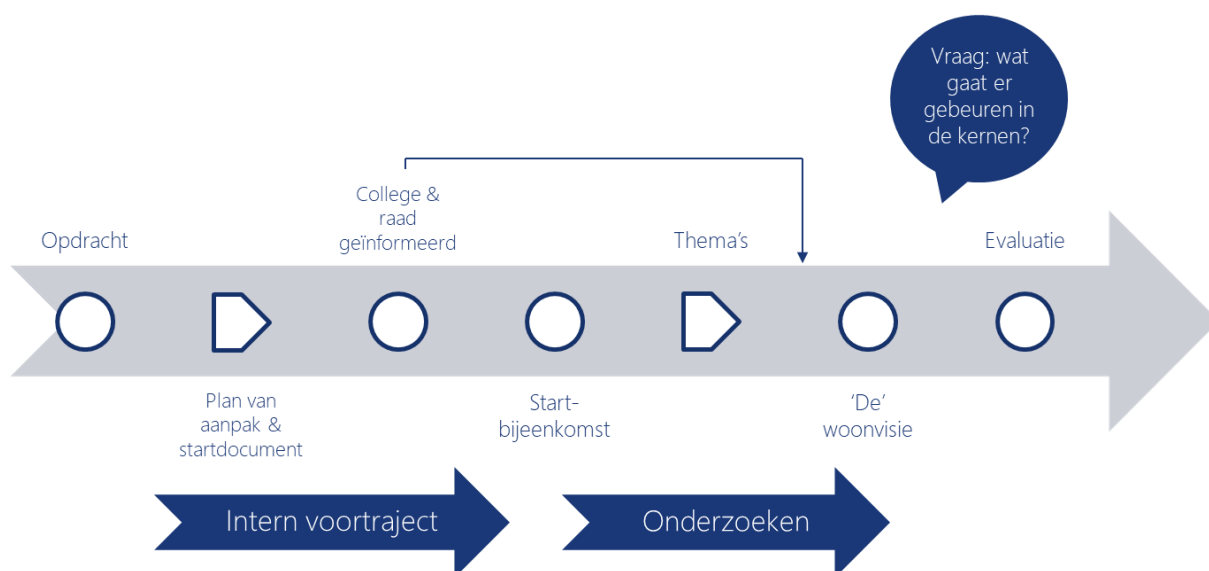 Vraag: wat
gaat er
gebeuren in
de kernen?
College &
raad
geïnformeerd
Opdracht
Thema's
Evaluatie
Plan van
aanpak &
startdocument
Start-
bijeenkomst
'De'
woonvisie
Intern voortraject
Onderzoeken